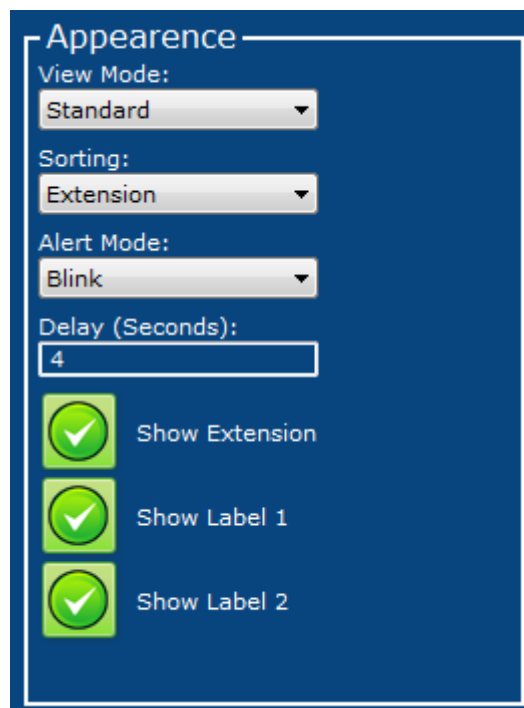 Appearence
View Mode:
Standard
Sorting:
Extension
Alert Mode:
Blink
Delay (Seconds):
4
Show Extension
Show Label 1
Show Label 2